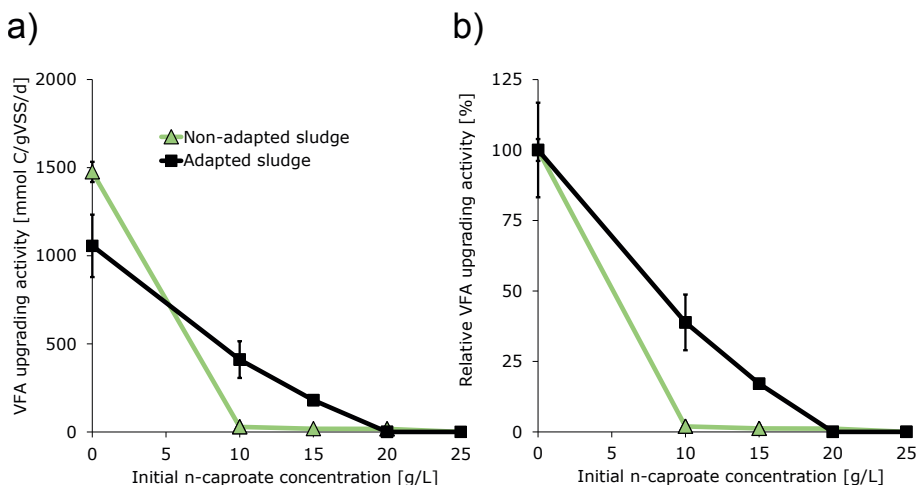 a)
VFA upgrading activity [mmol C/gVSS/d]
2000
1500
1000
500
0
Non-adapted sludge
Adapted sludge
0 5 10 15 20 25
Initial n-caproate concentration [g/L]
b)
Relative VFA upgrading activity [%]
125
100
75
50
25
0
0 5 10 15 20 25
Initial n-caproate concentration [g/L]